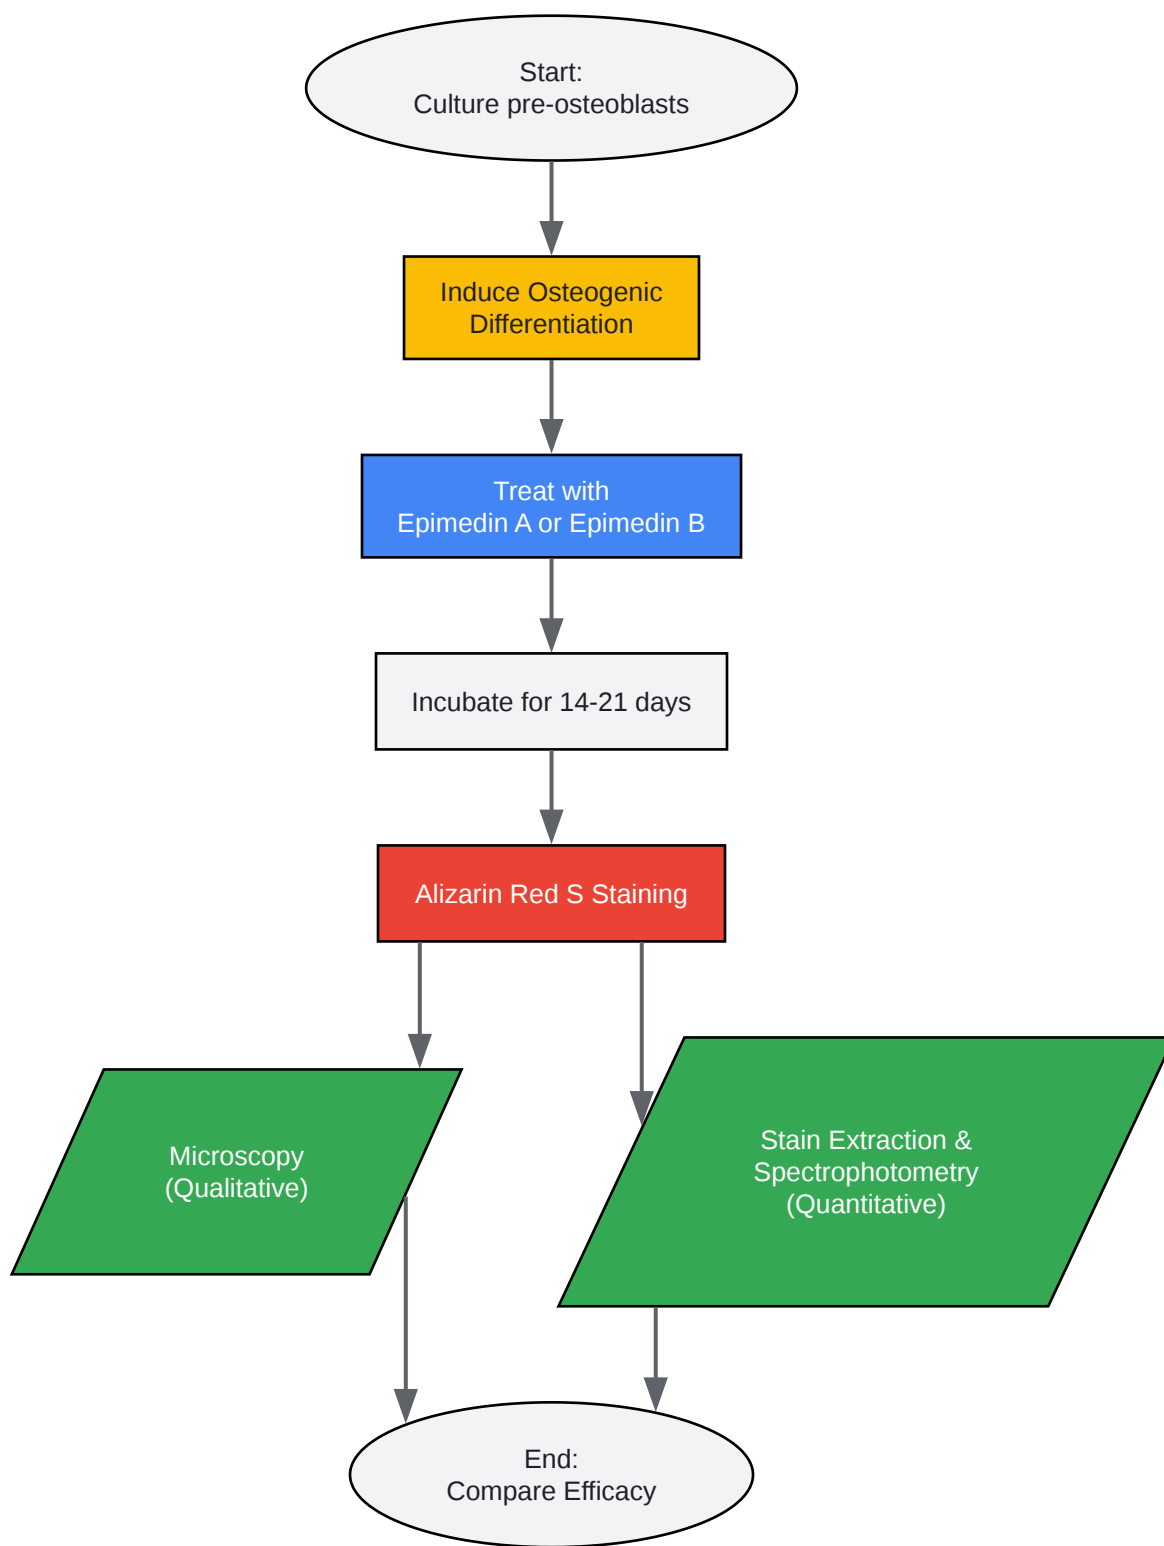 Start:
Culture pre-osteoblasts
Induce Osteogenic
Differentiation
Treat with
Epimedin A or Epimedin B
Incubate for 14-21 days
Alizarin Red S Staining
Microscopy
(Qualitative)
Stain Extraction &
Spectrophotometry
(Quantitative)
End:
Compare Efficacy